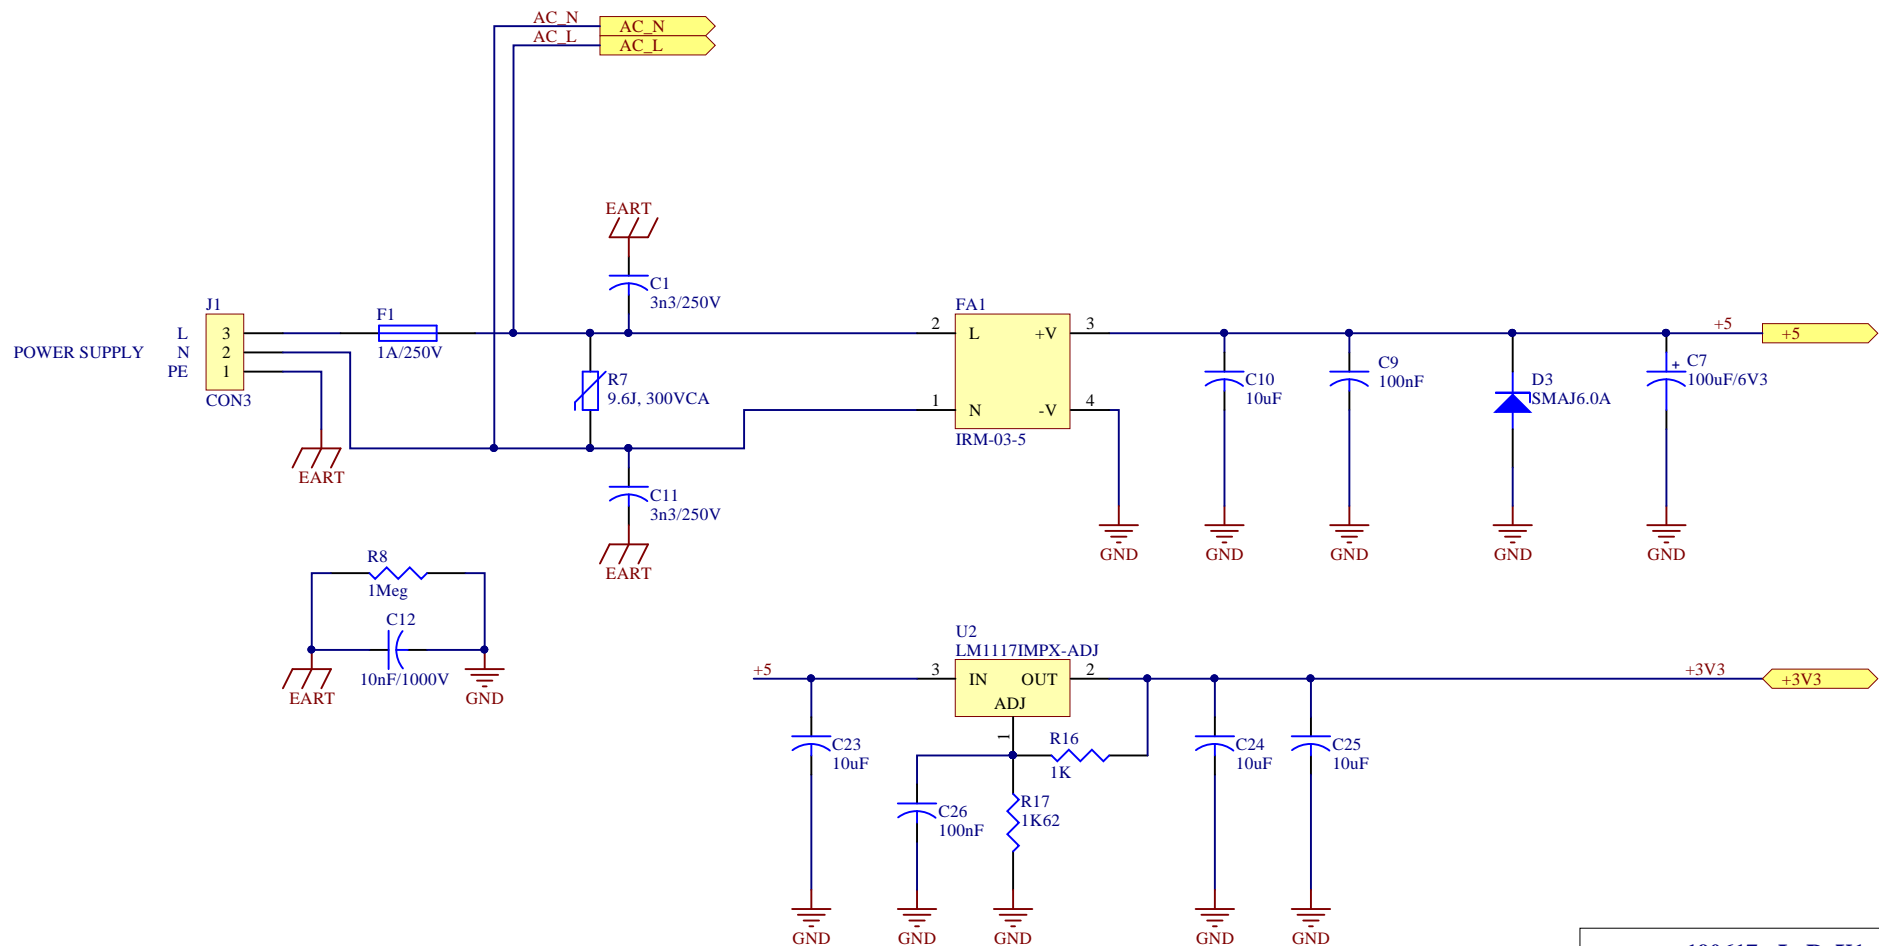 AC_N
AC_N
AC_L
AC_L
EART
C1
3n3/250V
J1
L
3
N
2
PE
1
POWER SUPPLY
CON3
F1
1A/250V
EART
R7
9.6J, 300VCA
C11
3n3/250V
EART
FA1
2
L
+V
3
1
N
-V
4
IRM-03-5
GND
C10
10uF
GND
C9
100nF
GND
D3
SMAJ6.0A
GND
+
C7
100uF/6V3
GND
+5
+5
R8
1Meg
C12
10nF/1000V
EART
GND
U2
LM1117IMPX-ADJ
+5
3
IN
OUT
2
ADJ
1
C23
10uF
GND
C26
100nF
GND
R16
1K
R17
1K62
GND
C24
10uF
GND
C25
10uF
GND
+3V3
+3V3